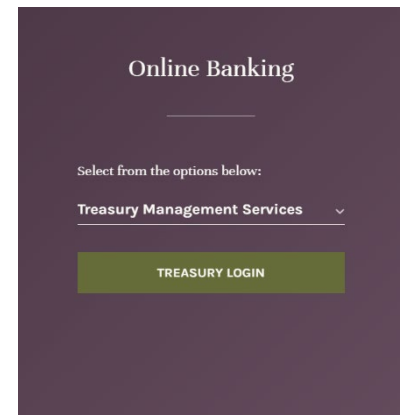 Online Banking
Select from the options below:
Treasury Management Services
TREASURY LOGIN